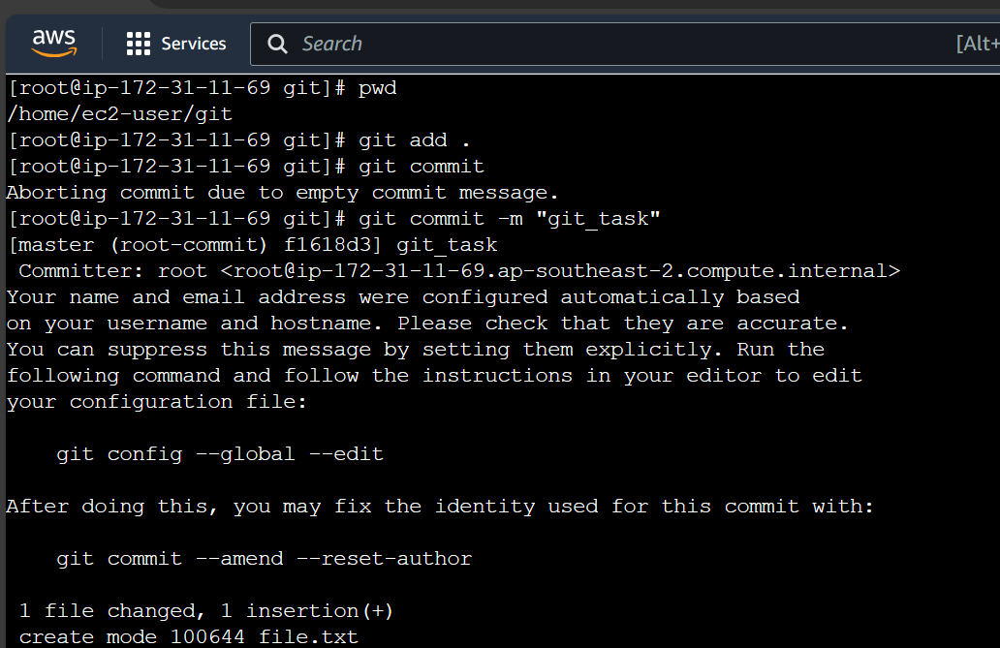 aws
Services
Search
[Alt+
[root@ip-172-31-11-69 git]# pwd
/home/ec2-user/git
[root@ip-172-31-11-69 git]# git add .
[root@ip-172-31-11-69 git]# git commit
Aborting commit due to empty commit message.
[root@ip-172-31-11-69 git]# git commit -m "git_task"
[master (root-commit) f1618d3] git_task
 Committer: root <root@ip-172-31-11-69.ap-southeast-2.compute.internal>
Your name and email address were configured automatically based
on your username and hostname. Please check that they are accurate.
You can suppress this message by setting them explicitly. Run the
following command and follow the instructions in your editor to edit
your configuration file:
    git config --global --edit
After doing this, you may fix the identity used for this commit with:
    git commit --amend --reset-author
 1 file changed, 1 insertion(+)
 create mode 100644 file.txt